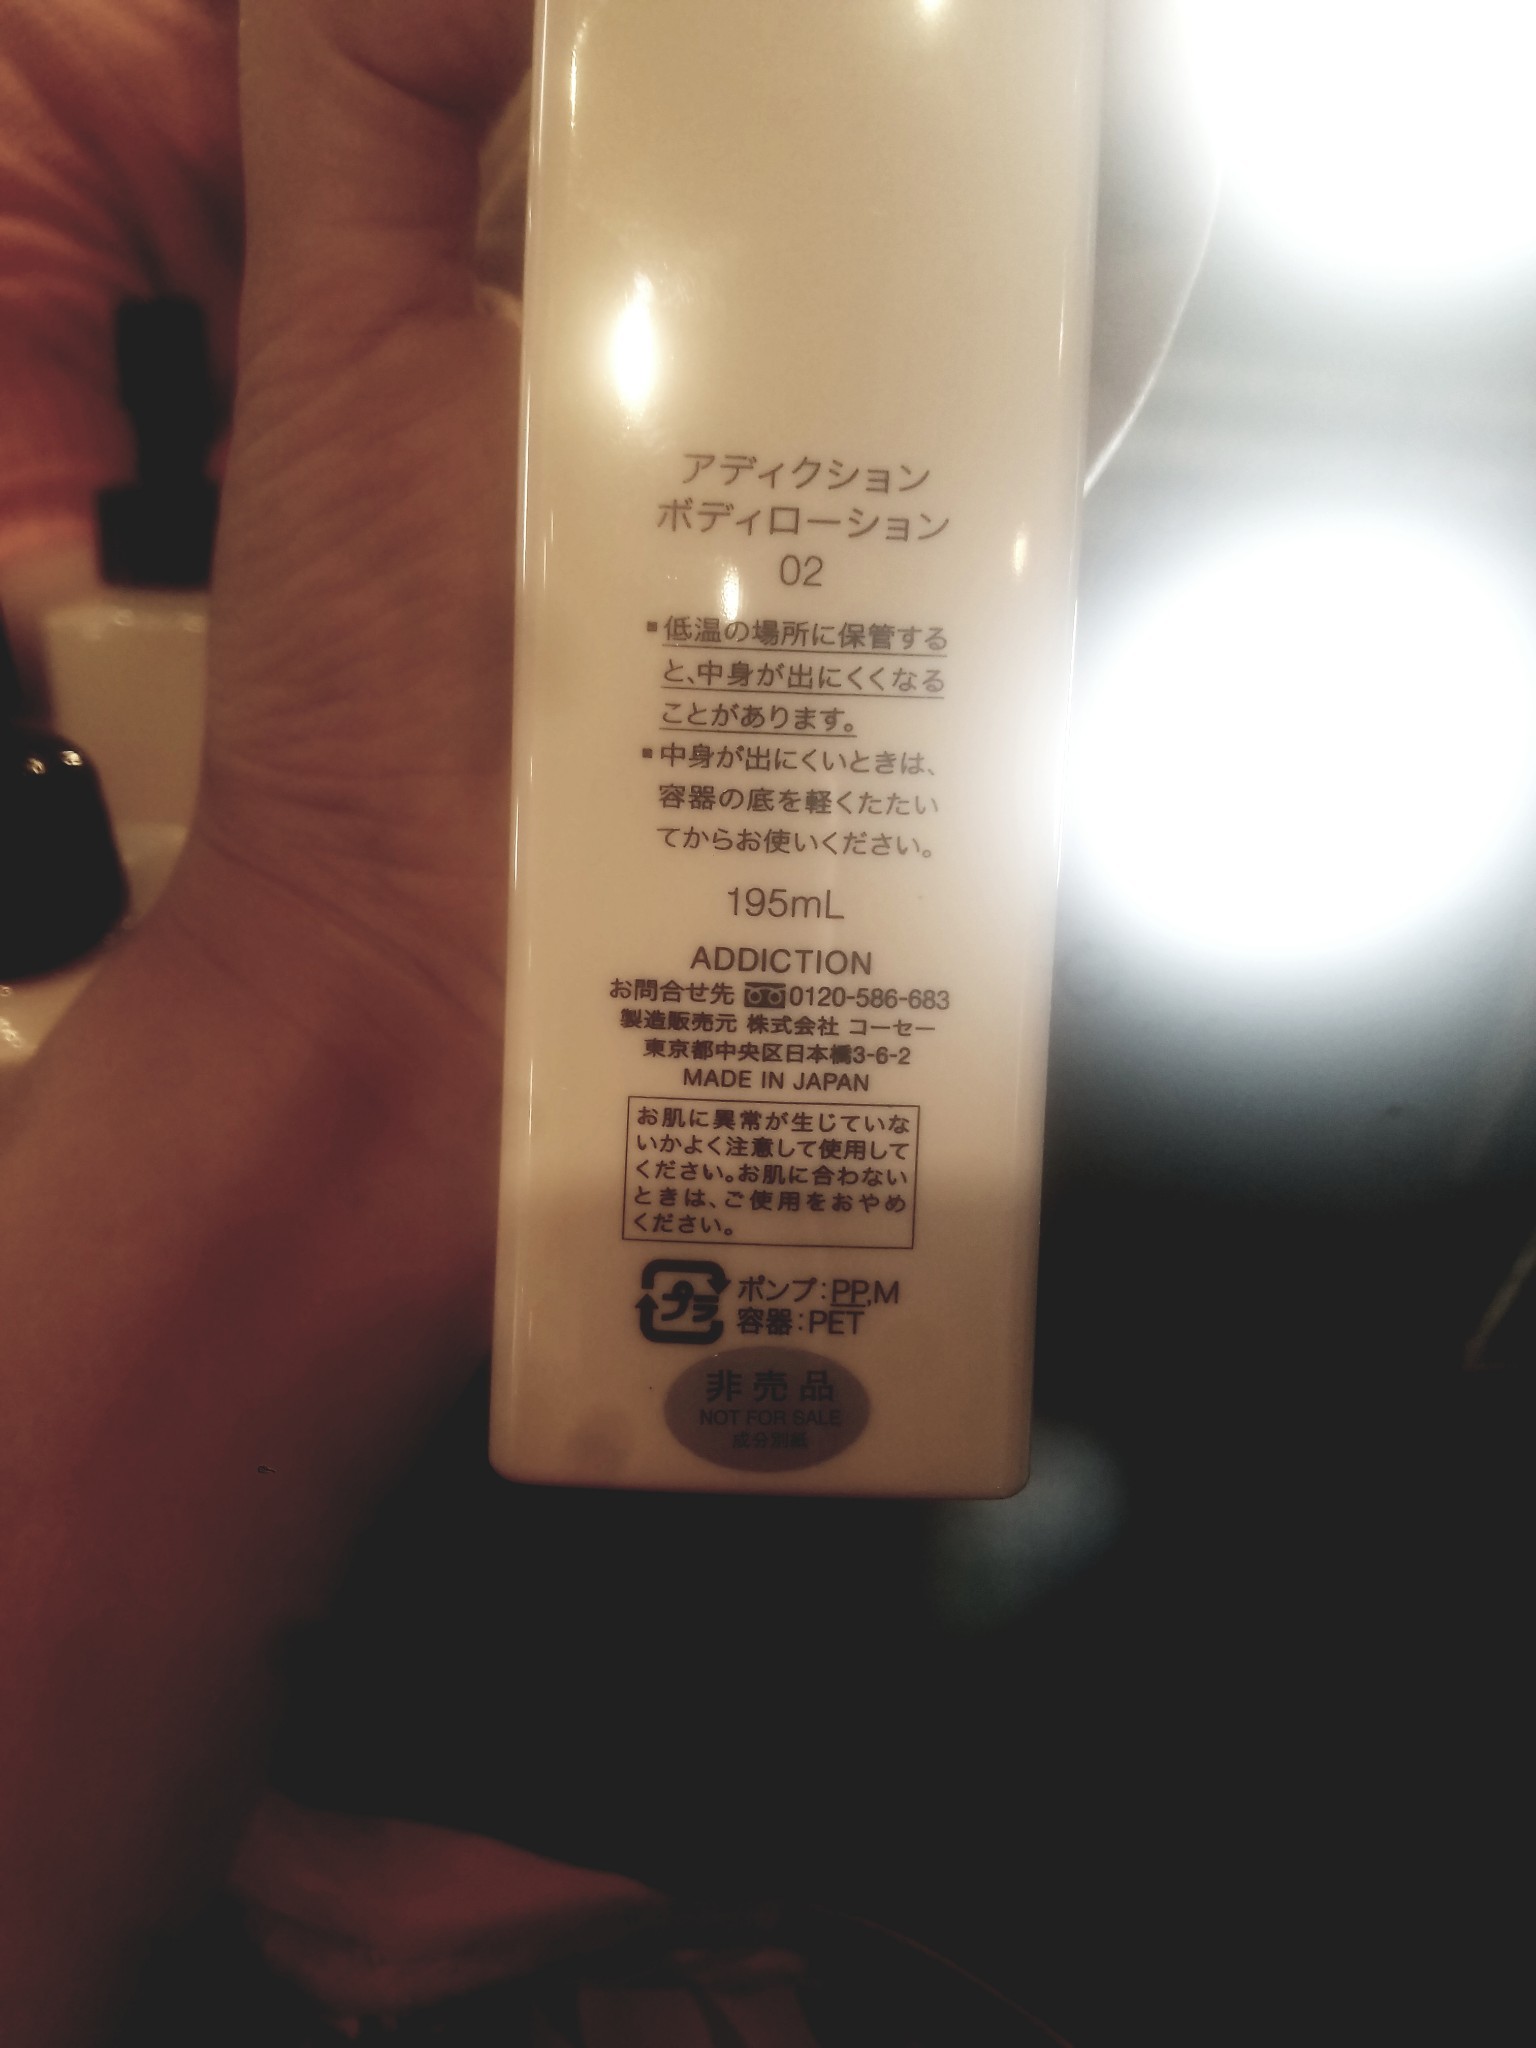 アディクション
ボディローション
02
▪低温の場所に保管する
と、中身が出にくくなる
ことがあります。
▪中身が出にくいときは、
容器の底を軽くたたい
てからお使いください。
195mL
ADDICTION
お問合せ先 0120-586-683
製造販売元 株式会社 コーセー
東京都中央区日本橋3-6-2
MADE IN JAPAN
お肌に異常が生じていな
いかよく注意して使用して
ください。お肌に合わない
ときは、ご使用をおやめ
ください。
プラ
ポンプ:PP,M
容器:PET
非売品
NOT FOR SALE
成分別紙